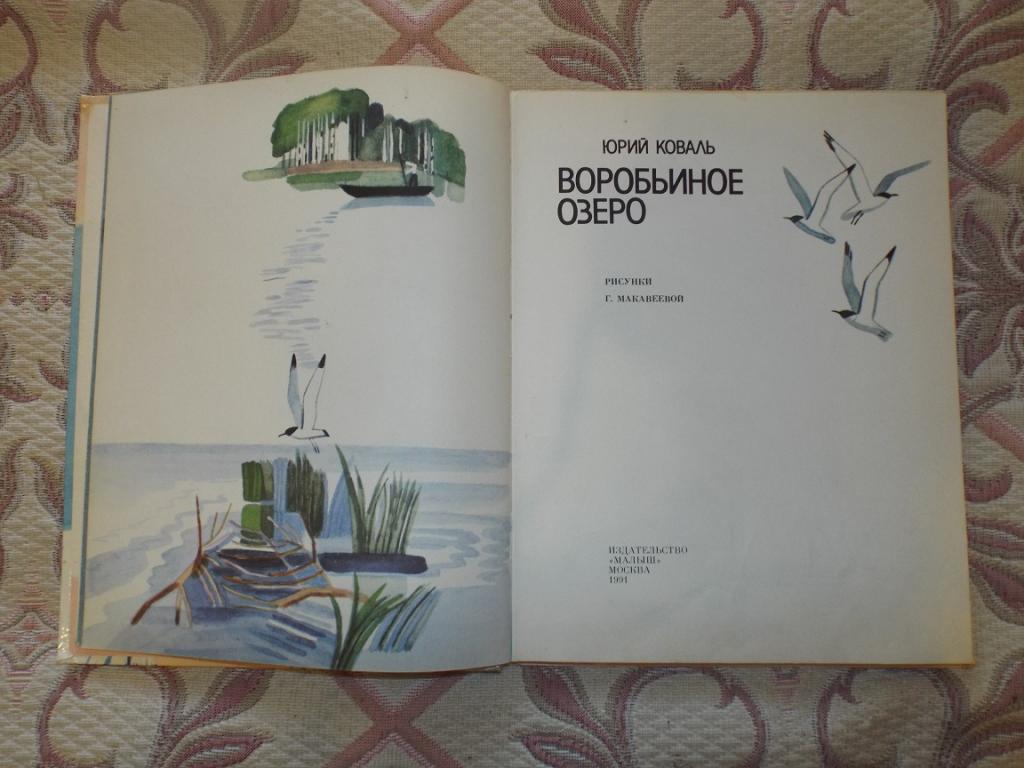 ЮРИЙ КОВАЛЬ
ВОРОБЬИНОЕ
ОЗЕРО
РИСУНКИ
Г. МАКАВЕЕВОЙ
ИЗДАТЕЛЬСТВО
«МАЛЫШ»
МОСКВА
1991